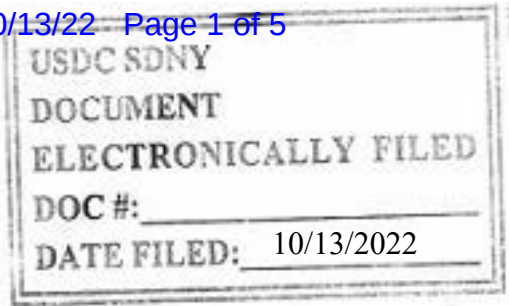 0/13/22 Page 1 of 5
USDC SDNY
DOCUMENT
ELECTRONICALLY FILED
DOC #:
DATE FILED: 10/13/2022